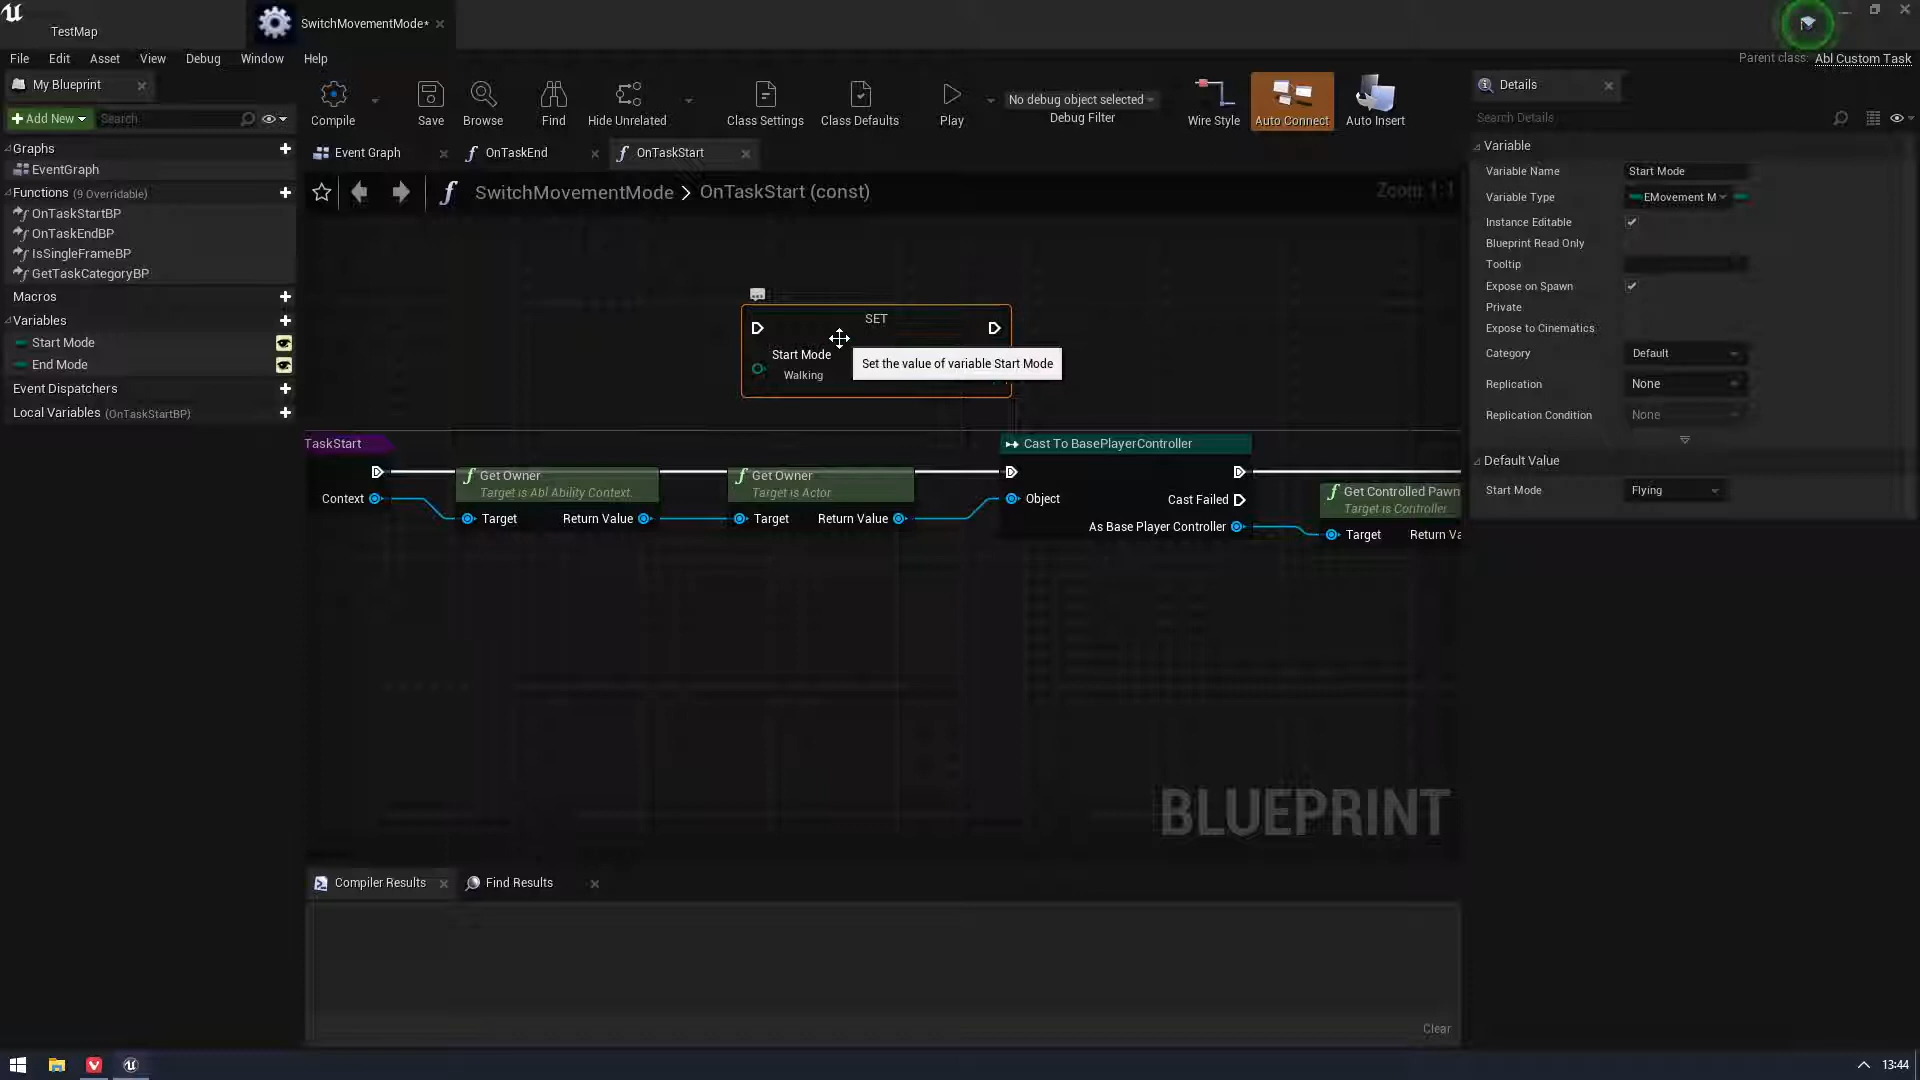 TestMap
SwitchMovementMode*
File Edit Asset View Debug Window Help
Parent class: Abl Custom Task
My Blueprint
Add New
Search
Compile
Save
Browse
Find
Hide Unrelated
Class Settings
Class Defaults
Play
No debug object selected
Debug Filter
Wire Style
Auto Connect
Auto Insert
Graphs
EventGraph
Functions (9 Overridable)
OnTaskStartBP
OnTaskEndBP
IsSingleFrameBP
GetTaskCategoryBP
Macros
Variables
Start Mode
End Mode
Event Dispatchers
Local Variables (OnTaskStartBP)
Event Graph
OnTaskEnd
OnTaskStart
SwitchMovementMode > OnTaskStart (const)
Zoom 1:1
SET
Start Mode
Walking
Set the value of variable Start Mode
TaskStart
Context
Get Owner
Target is Abl Ability Context.
Target
Return Value
Get Owner
Target is Actor
Target
Return Value
Cast To BasePlayerController
Object
Cast Failed
As Base Player Controller
Get Controlled Pawn
Target is Controller
Target
Return Va
BLUEPRINT
Compiler Results
Find Results
Clear
Details
Search Details
Variable
Variable Name Start Mode
Variable Type EMovement M
Instance Editable
Blueprint Read Only
Tooltip
Expose on Spawn
Private
Expose to Cinematics
Category Default
Replication None
Replication Condition None
Default Value
Start Mode Flying
13:44